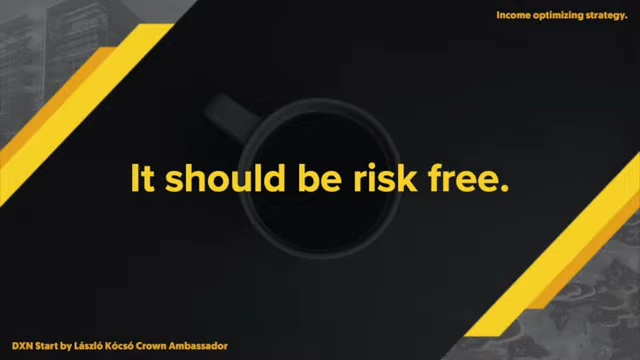 Income optimizing strategy.
It should be risk free.
DXN Start by László Kócsó Crown Ambassador